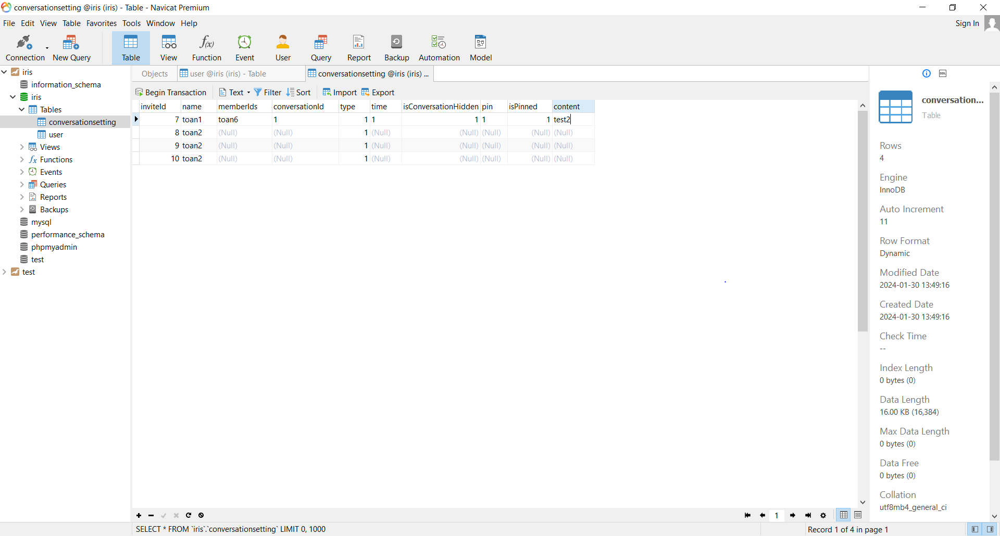 conversationsetting @iris (iris) - Table - Navicat Premium
File Edit View Table Favorites Tools Window Help
Sign In
Connection New Query Table View Function Event User Query Report Backup Automation Model
Objects user @iris (iris) - Table conversationsetting @iris (iris) ...
Begin Transaction Text Filter Sort Import Export
iris
information_schema
iris
Tables
conversationsetting
user
Views
Functions
Events
Queries
Reports
Backups
mysql
performance_schema
phpmyadmin
test
test
inviteId name memberIds conversationId type time isConversationHidden pin isPinned content
7 toan1 toan6 1 1 1 1 1 1 test2
8 toan2 (Null) (Null) 1 (Null) (Null) (Null) (Null) (Null)
9 toan2 (Null) (Null) 1 (Null) (Null) (Null) (Null) (Null)
10 toan2 (Null) (Null) 1 (Null) (Null) (Null) (Null) (Null)
DDL
conversation...
Table
Rows
4
Engine
InnoDB
Auto Increment
11
Row Format
Dynamic
Modified Date
2024-01-30 13:49:16
Created Date
2024-01-30 13:49:16
Check Time
--
Index Length
0 bytes (0)
Data Length
16.00 KB (16,384)
Max Data Length
0 bytes (0)
Data Free
0 bytes (0)
Collation
utf8mb4_general_ci
1
SELECT * FROM `iris`.`conversationsetting` LIMIT 0, 1000
Record 1 of 4 in page 1